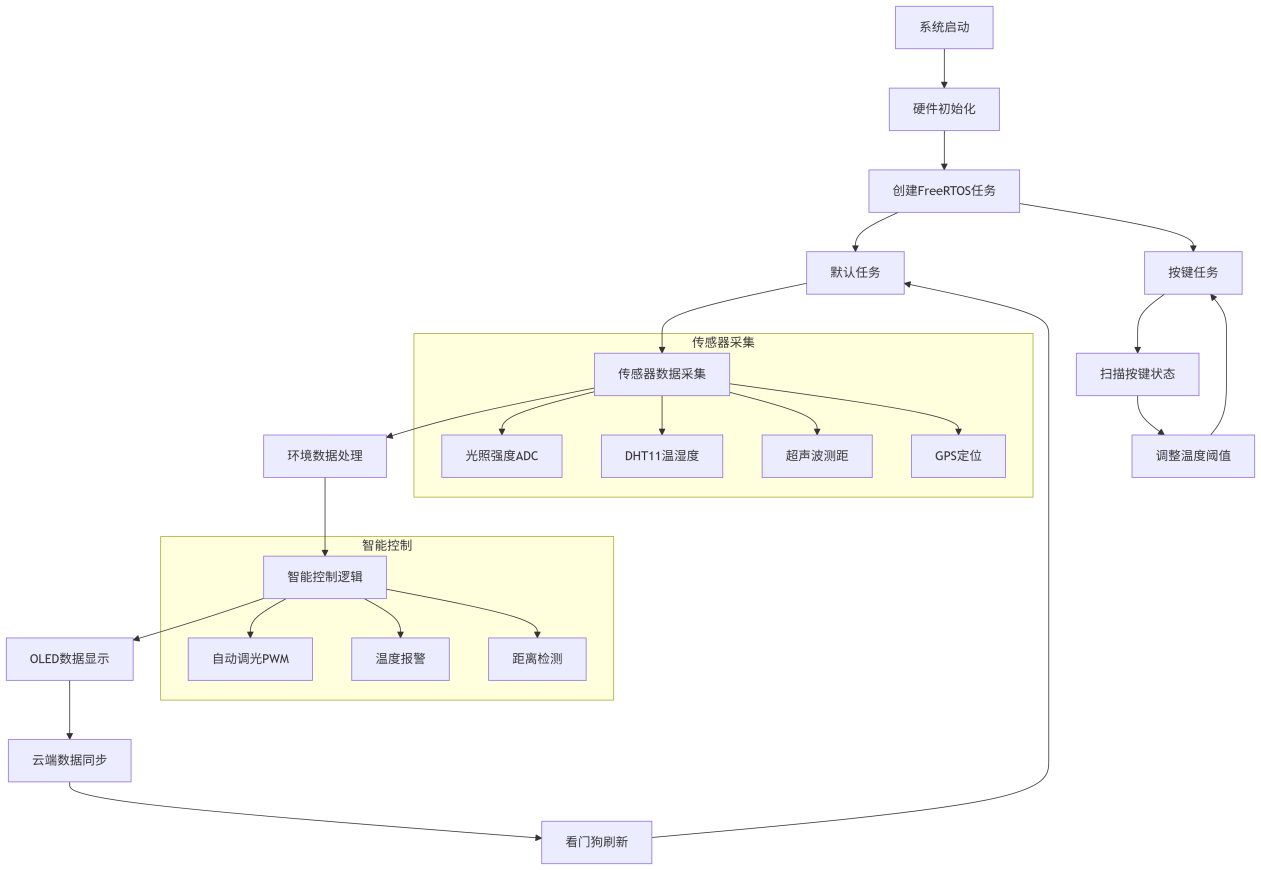 系统启动
硬件初始化
创建FreeRTOS任务
默认任务
按键任务
传感器采集
传感器数据采集
扫描按键状态
环境数据处理
光照强度ADC
DHT11温湿度
超声波测距
GPS定位
调整温度阈值
智能控制
智能控制逻辑
OLED数据显示
自动调光PWM
温度报警
距离检测
云端数据同步
看门狗刷新